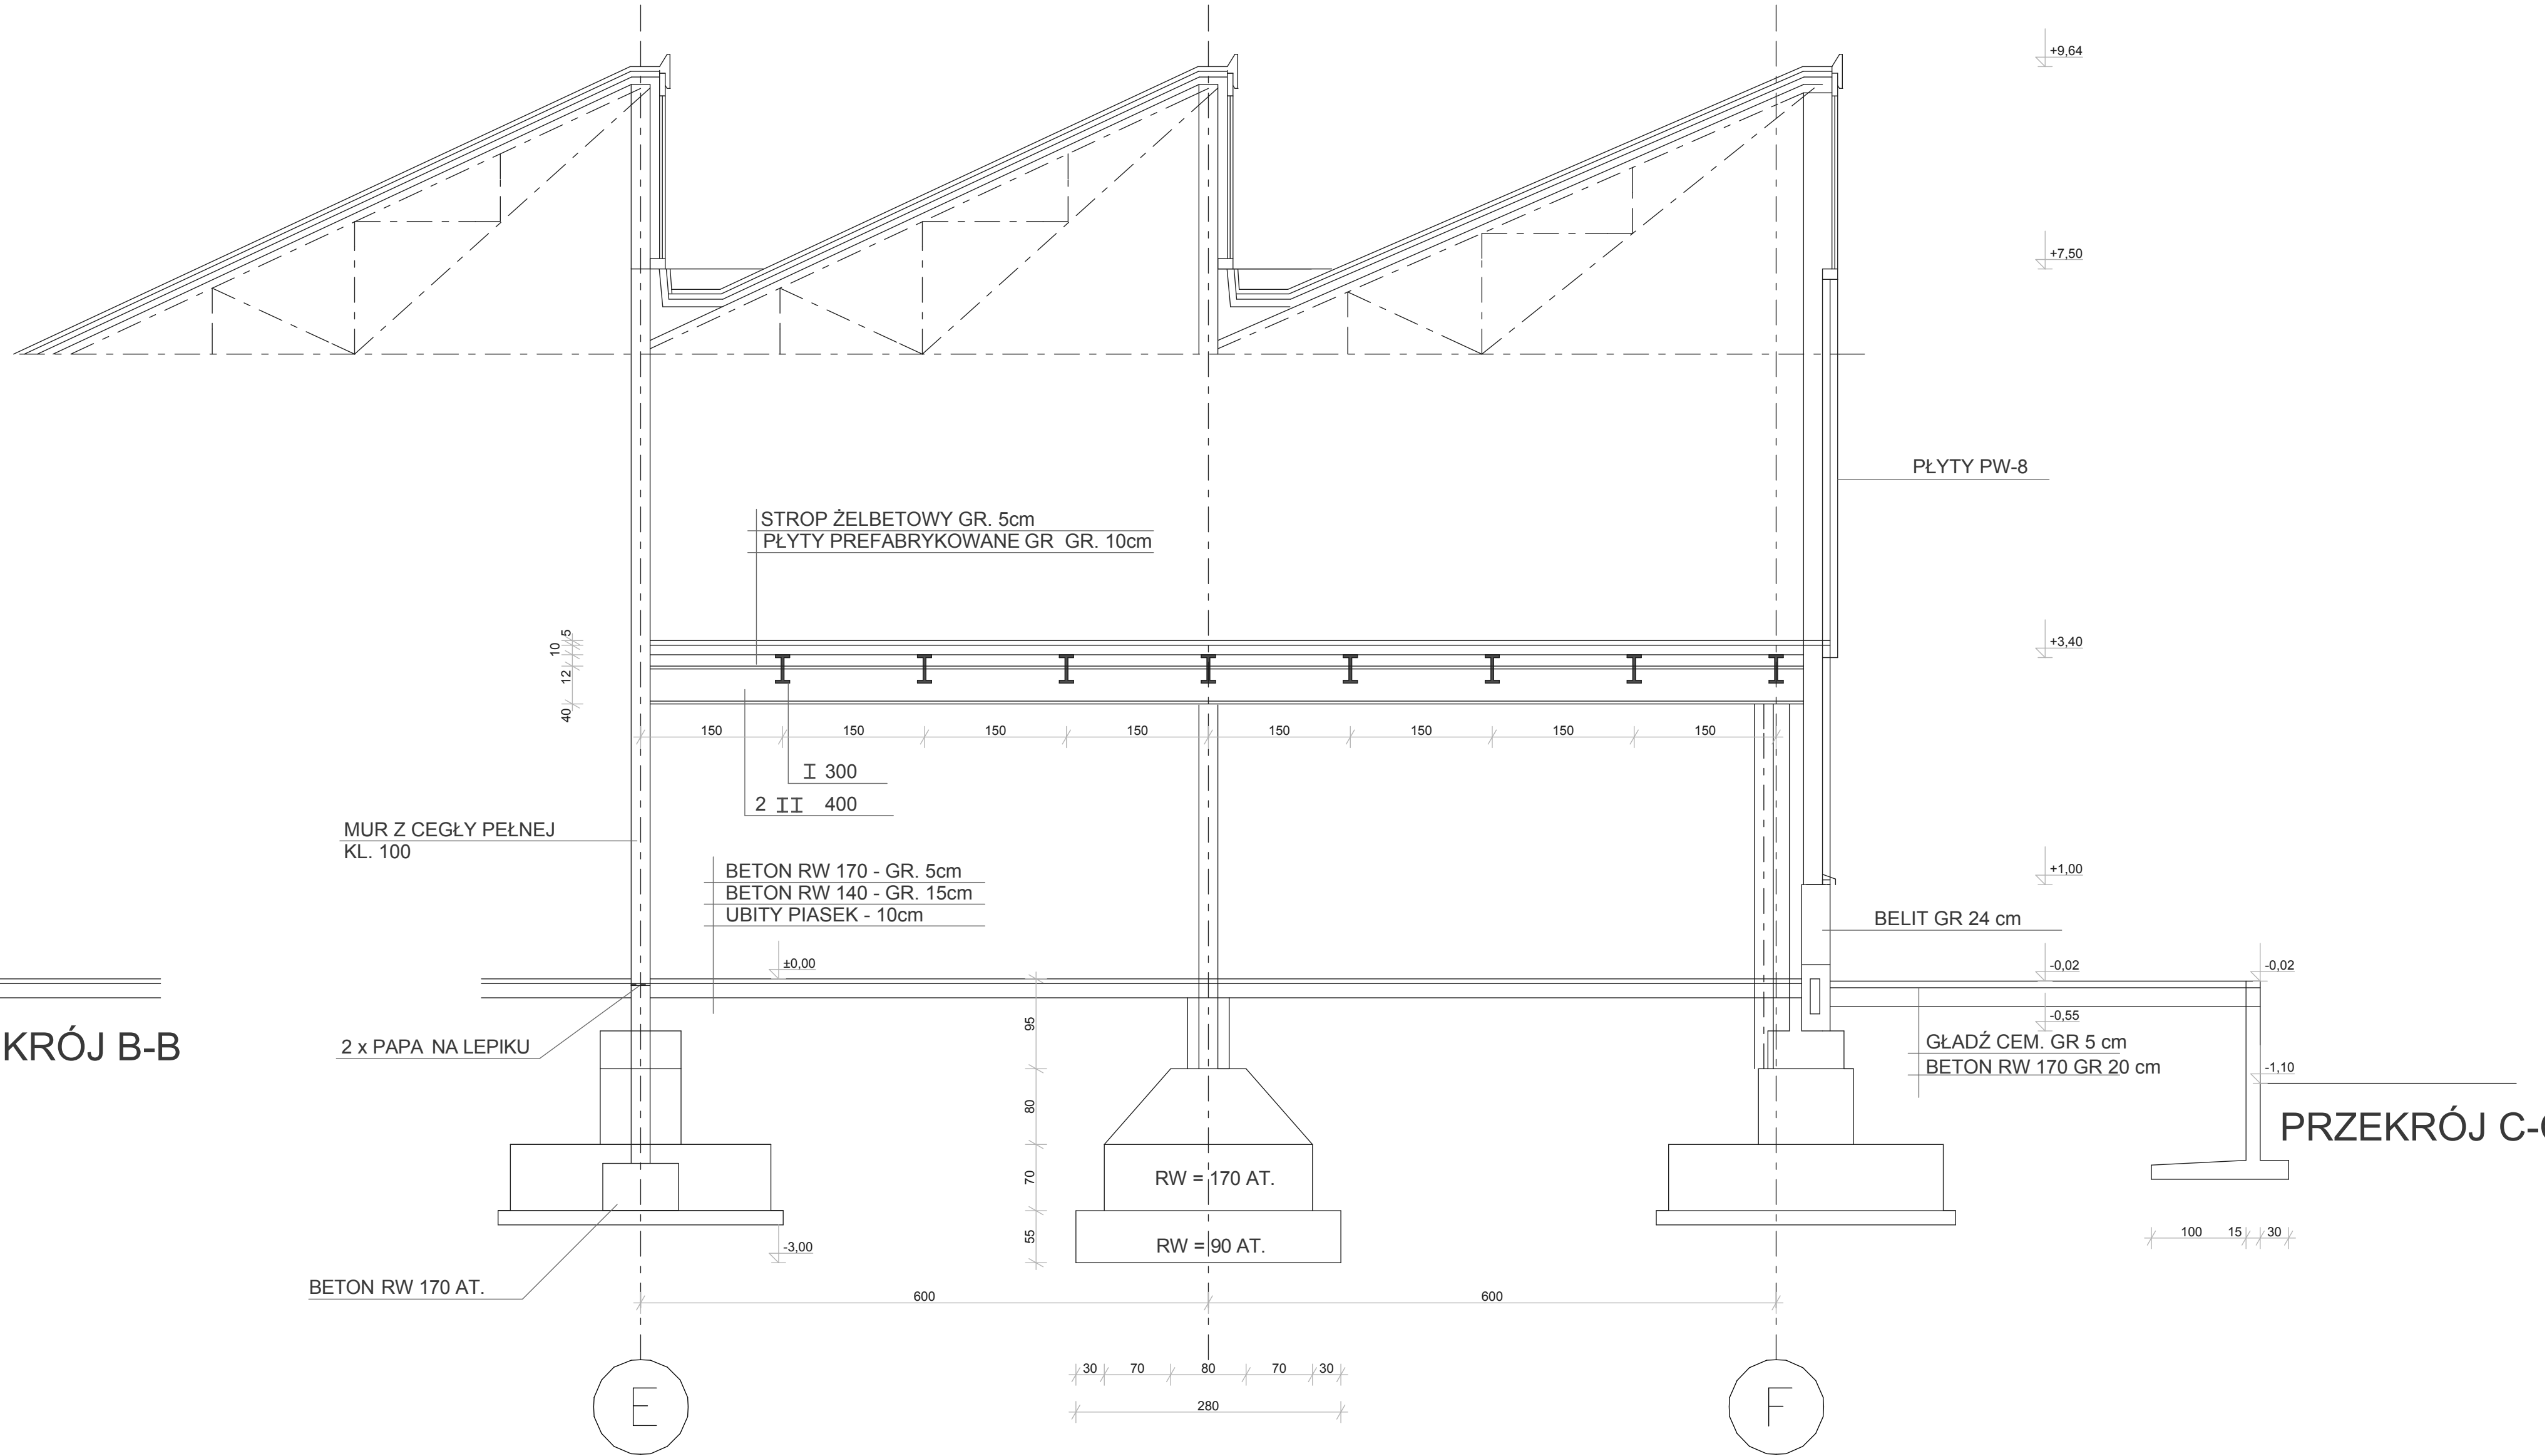 +9,64
+7,50
PŁYTY PW-8
STROP ŻELBETOWY GR. 5cm
PŁYTY PREFABRYKOWANE GR  GR. 10cm
5
10
12
40
+3,40
150 150 150 150 150 150 150 150
I 300
2 II 400
MUR Z CEGŁY PEŁNEJ
KL. 100
BETON RW 170 - GR. 5cm
BETON RW 140 - GR. 15cm
UBITY PIASEK - 10cm
+1,00
BELIT GR 24 cm
±0,00
-0,02
-0,02
-0,55
95
KRÓJ B-B
2 x PAPA NA LEPIKU
GŁADŹ CEM. GR 5 cm
BETON RW 170 GR 20 cm
-1,10
80
PRZEKRÓJ C-
70
RW = 170 AT.
55
RW = 90 AT.
-3,00
100 15 30
BETON RW 170 AT.
600 600
30 70 80 70 30
280
E
F